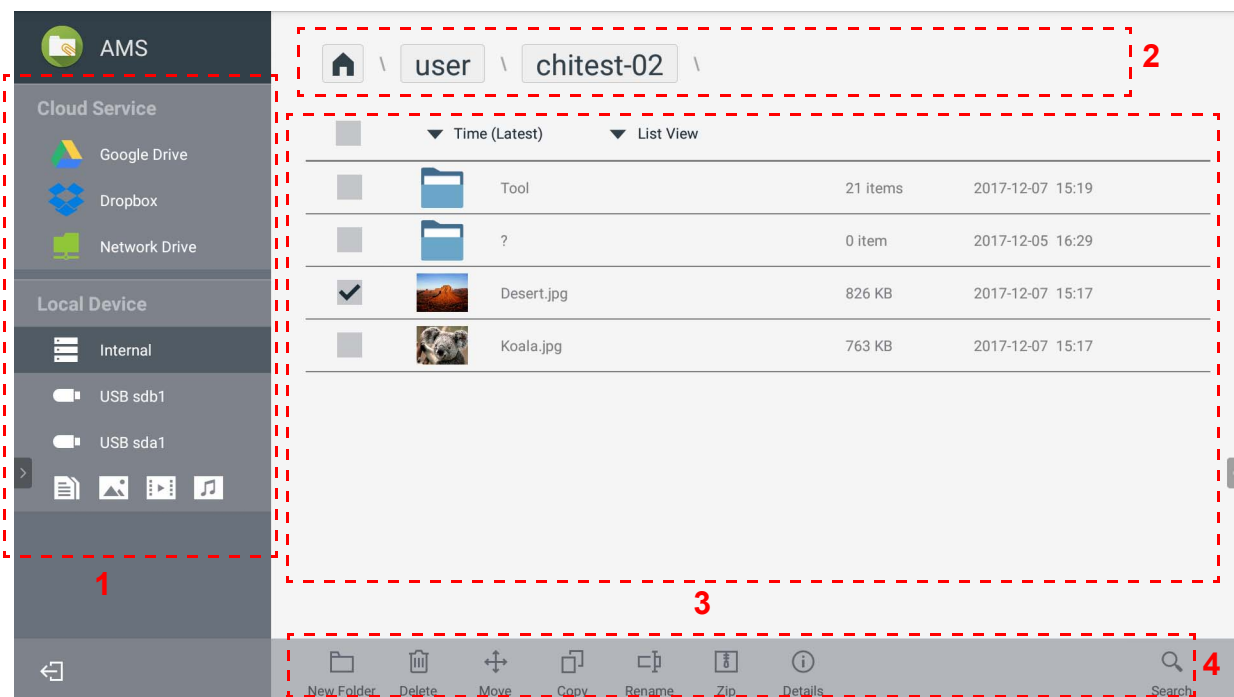 AMS
Cloud Service
Google Drive
Dropbox
Network Drive
Local Device
Internal
USB sdb1
USB sda1
1
\ user \ chitest-02 \
2
Time (Latest) List View
Tool 21 items 2017-12-07 15:19
? 0 item 2017-12-05 16:29
Desert.jpg 826 KB 2017-12-07 15:17
Koala.jpg 763 KB 2017-12-07 15:17
3
New Folder Delete Move Copy Rename Zip Details Search
4